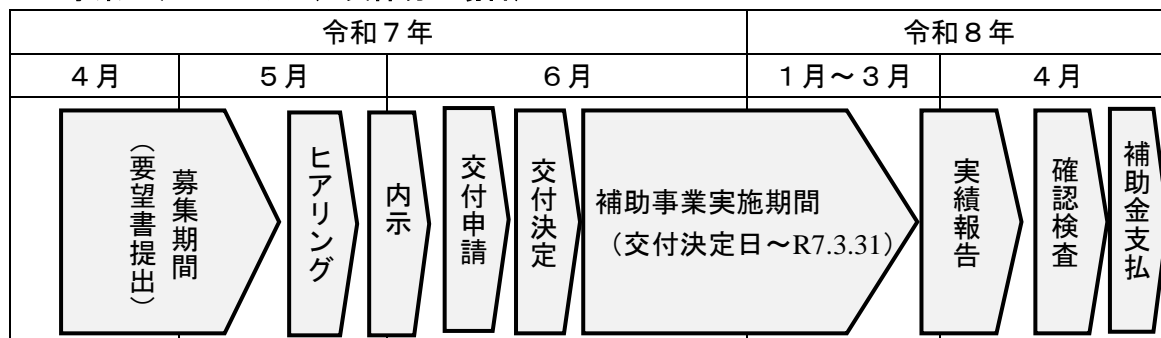 令和７年
令和８年
４月
５月
６月
１月～３月
４月
募集期間
（要望書提出）
ヒアリング
内示
交付申請
交付決定
補助事業実施期間
（交付決定日～R7.3.31）
実績報告
確認検査
補助金支払